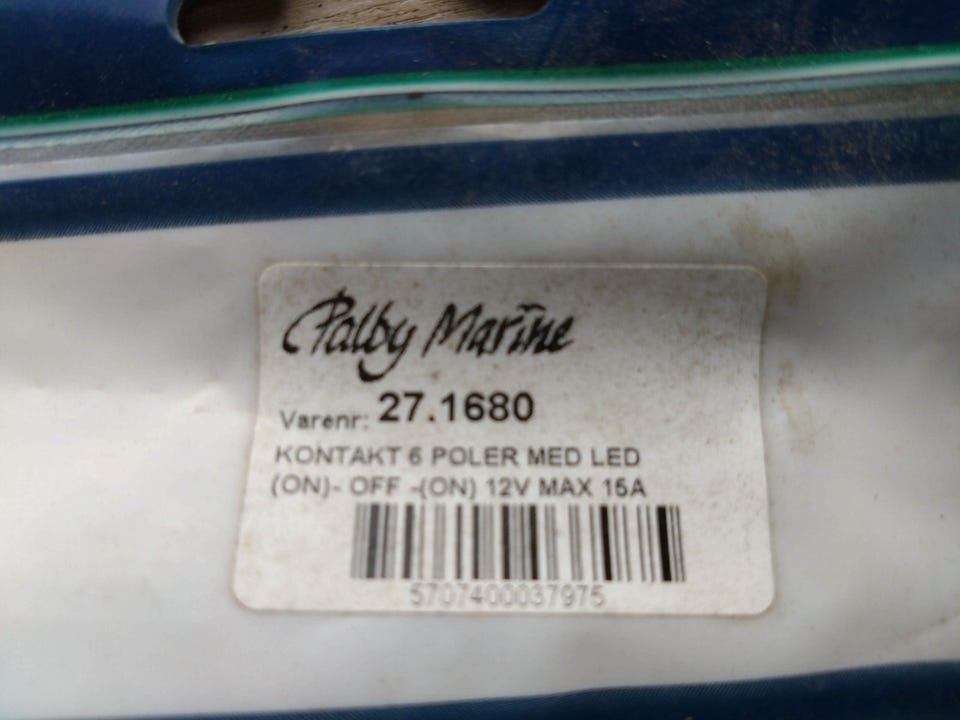 Palby Marine
Varenr: 27.1680
KONTAKT 6 POLER MED LED
(ON)- OFF -(ON) 12V MAX 15A
5707400037975